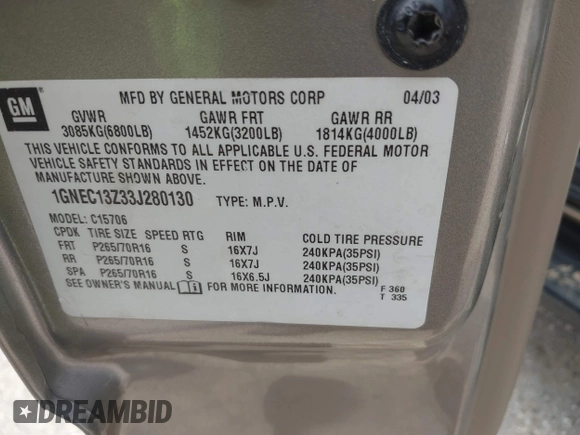 GM
MFD BY GENERAL MOTORS CORP 04/03
GVWR GAWR FRT GAWR RR
3085KG(6800LB) 1452KG(3200LB) 1814KG(4000LB)
THIS VEHICLE CONFORMS TO ALL APPLICABLE U.S. FEDERAL MOTOR
VEHICLE SAFETY STANDARDS IN EFFECT ON THE DATE OF
MANUFACTURE SHOWN ABOVE.
1GNEC13Z33J280130 TYPE: M.P.V.
MODEL: C15706
CPDK TIRE SIZE SPEED RTG RIM COLD TIRE PRESSURE
FRT P265/70R16 S 16X7J 240KPA(35PSI)
RR P265/70R16 S 16X7J 240KPA(35PSI)
SPA P265/70R16 S 16X6.5J 240KPA(35PSI)
SEE OWNER'S MANUAL FOR MORE INFORMATION. F 360
T 335
DREAMBID